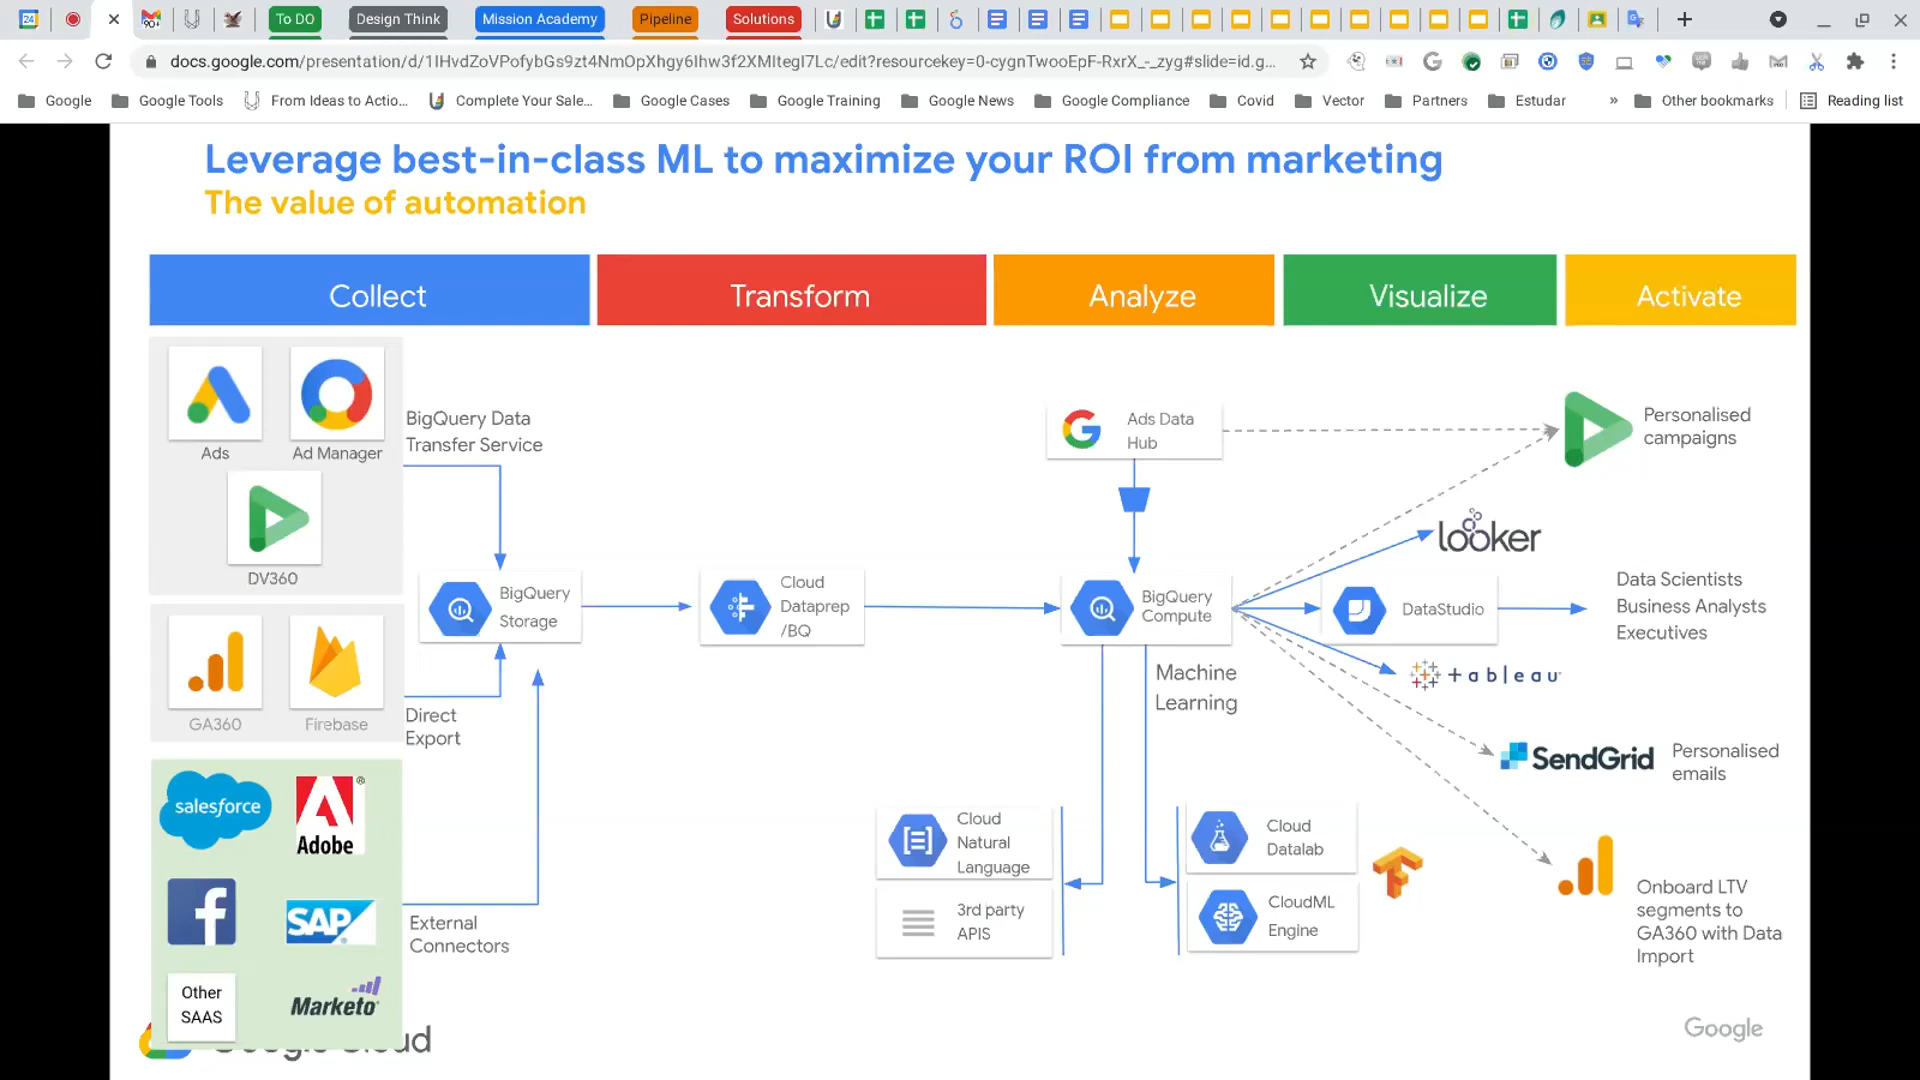 To DO
Design Think
Mission Academy
Pipeline
Solutions
docs.google.com/presentation/d/1IHvdZoVPofybGs9zt4NmOpXhgy6Ihw3f2XMItegI7Lc/edit?resourcekey=0-cygnTwooEpF-RxrX_-_zyg#slide=id.g...
Google
Google Tools
From Ideas to Actio...
Complete Your Sale...
Google Cases
Google Training
Google News
Google Compliance
Covid
Vector
Partners
Estudar
»
Other bookmarks
Reading list
Leverage best-in-class ML to maximize your ROI from marketing
The value of automation
Collect
Transform
Analyze
Visualize
Activate
Ads
Ad Manager
DV360
BigQuery Data
Transfer Service
GA360
Firebase
Direct
Export
BigQuery
Storage
Cloud
Dataprep
/BQ
Ads Data
Hub
BigQuery
Compute
Machine
Learning
Personalised
campaigns
looker
DataStudio
Data Scientists
Business Analysts
Executives
+ableau
SendGrid
Personalised
emails
salesforce
Adobe
f
SAP
Other
SAAS
Marketo
External
Connectors
Cloud
Natural
Language
3rd party
APIS
Cloud
Datalab
CloudML
Engine
Onboard LTV
segments to
GA360 with Data
Import
Google Cloud
Google